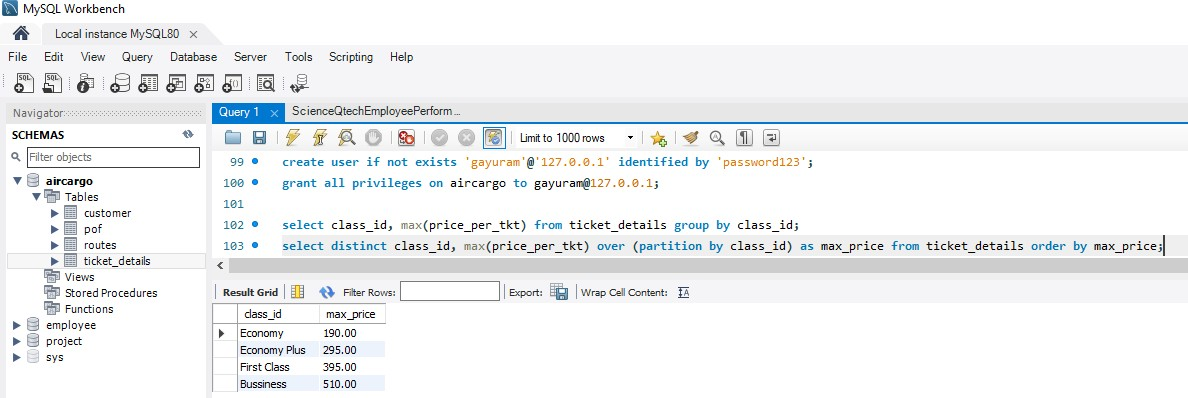 MySQL Workbench
Local instance MySQL80
File Edit View Query Database Server Tools Scripting Help
Navigator
SCHEMAS
Filter objects
aircargo
Tables
customer
pof
routes
ticket_details
Views
Stored Procedures
Functions
employee
project
sys
Query 1 ScienceQtechEmployeePerform...
Limit to 1000 rows
99 create user if not exists 'gayuram'@'127.0.0.1' identified by 'password123';
100 grant all privileges on aircargo to gayuram@127.0.0.1;
101
102 select class_id, max(price_per_tkt) from ticket_details group by class_id;
103 select distinct class_id, max(price_per_tkt) over (partition by class_id) as max_price from ticket_details order by max_price;
Result Grid Filter Rows: Export: Wrap Cell Content:
class_id max_price
Economy 190.00
Economy Plus 295.00
First Class 395.00
Bussiness 510.00